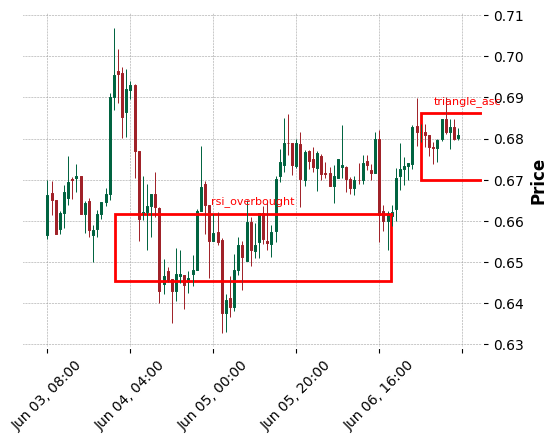 0.71
0.70
triangle_asc
0.69
0.68
0.67
rsi_overbought
0.66
0.65
0.64
0.63
Price
Jun 03, 08:00
Jun 04, 04:00
Jun 05, 00:00
Jun 05, 20:00
Jun 06, 16:00